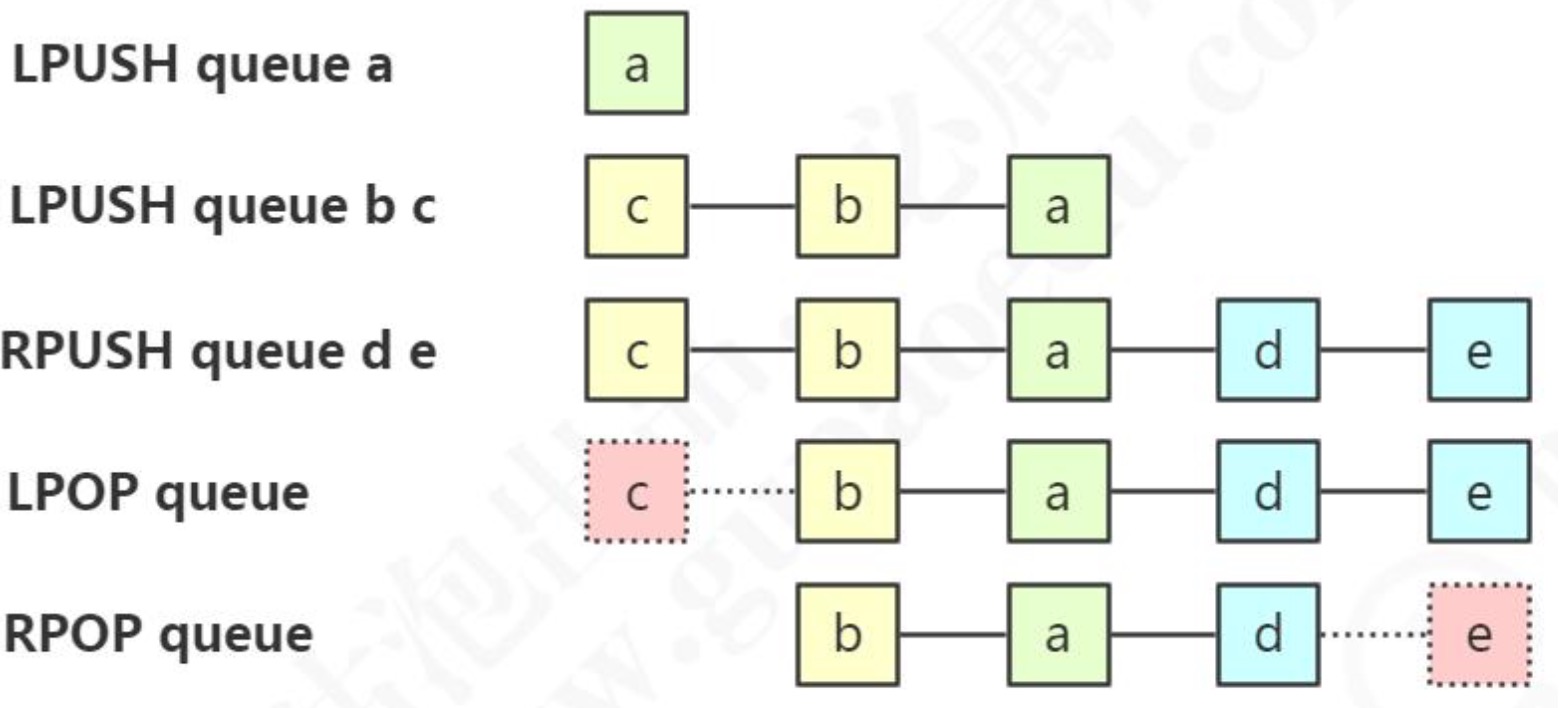 LPUSH queue a a
LPUSH queue b c c b a
RPUSH queue d e c b a d e
LPOP queue c b a d e
RPOP queue b a d e